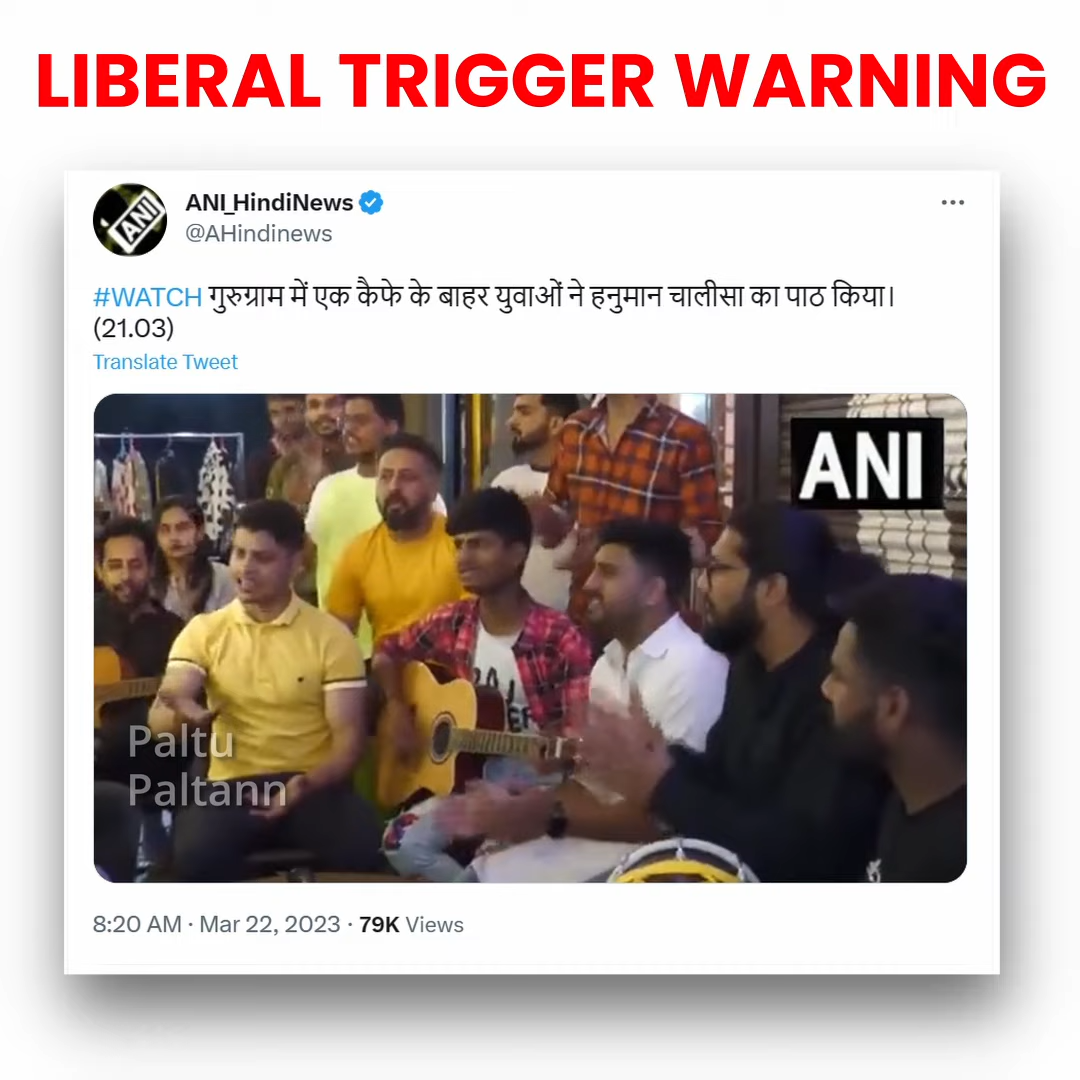 LIBERAL TRIGGER WARNING
ANI
ANI_HindiNews
@AHindinews
#WATCH गुरुग्राम में एक कैफे के बाहर युवाओं ने हनुमान चालीसा का पाठ किया।
(21.03)
Translate Tweet
ANI
Paltu
Paltann
8:20 AM · Mar 22, 2023 · 79K Views